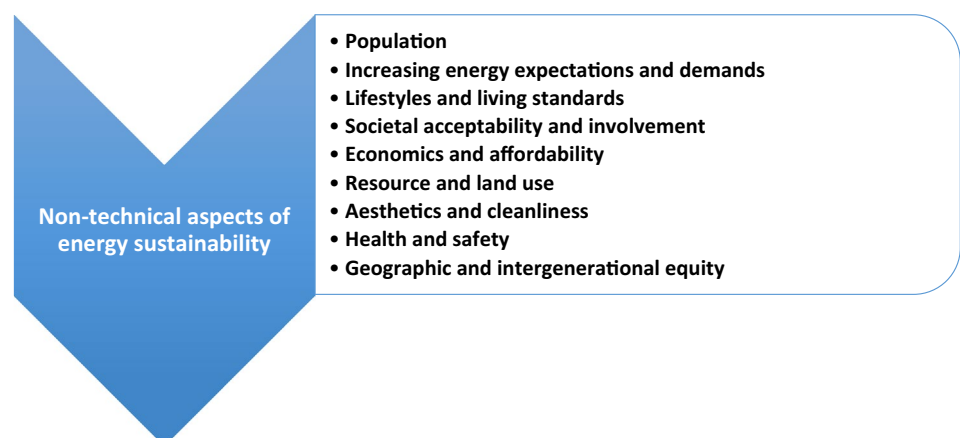 Non-technical aspects of
energy sustainability
• Population
• Increasing energy expectations and demands
• Lifestyles and living standards
• Societal acceptability and involvement
• Economics and affordability
• Resource and land use
• Aesthetics and cleanliness
• Health and safety
• Geographic and intergenerational equity